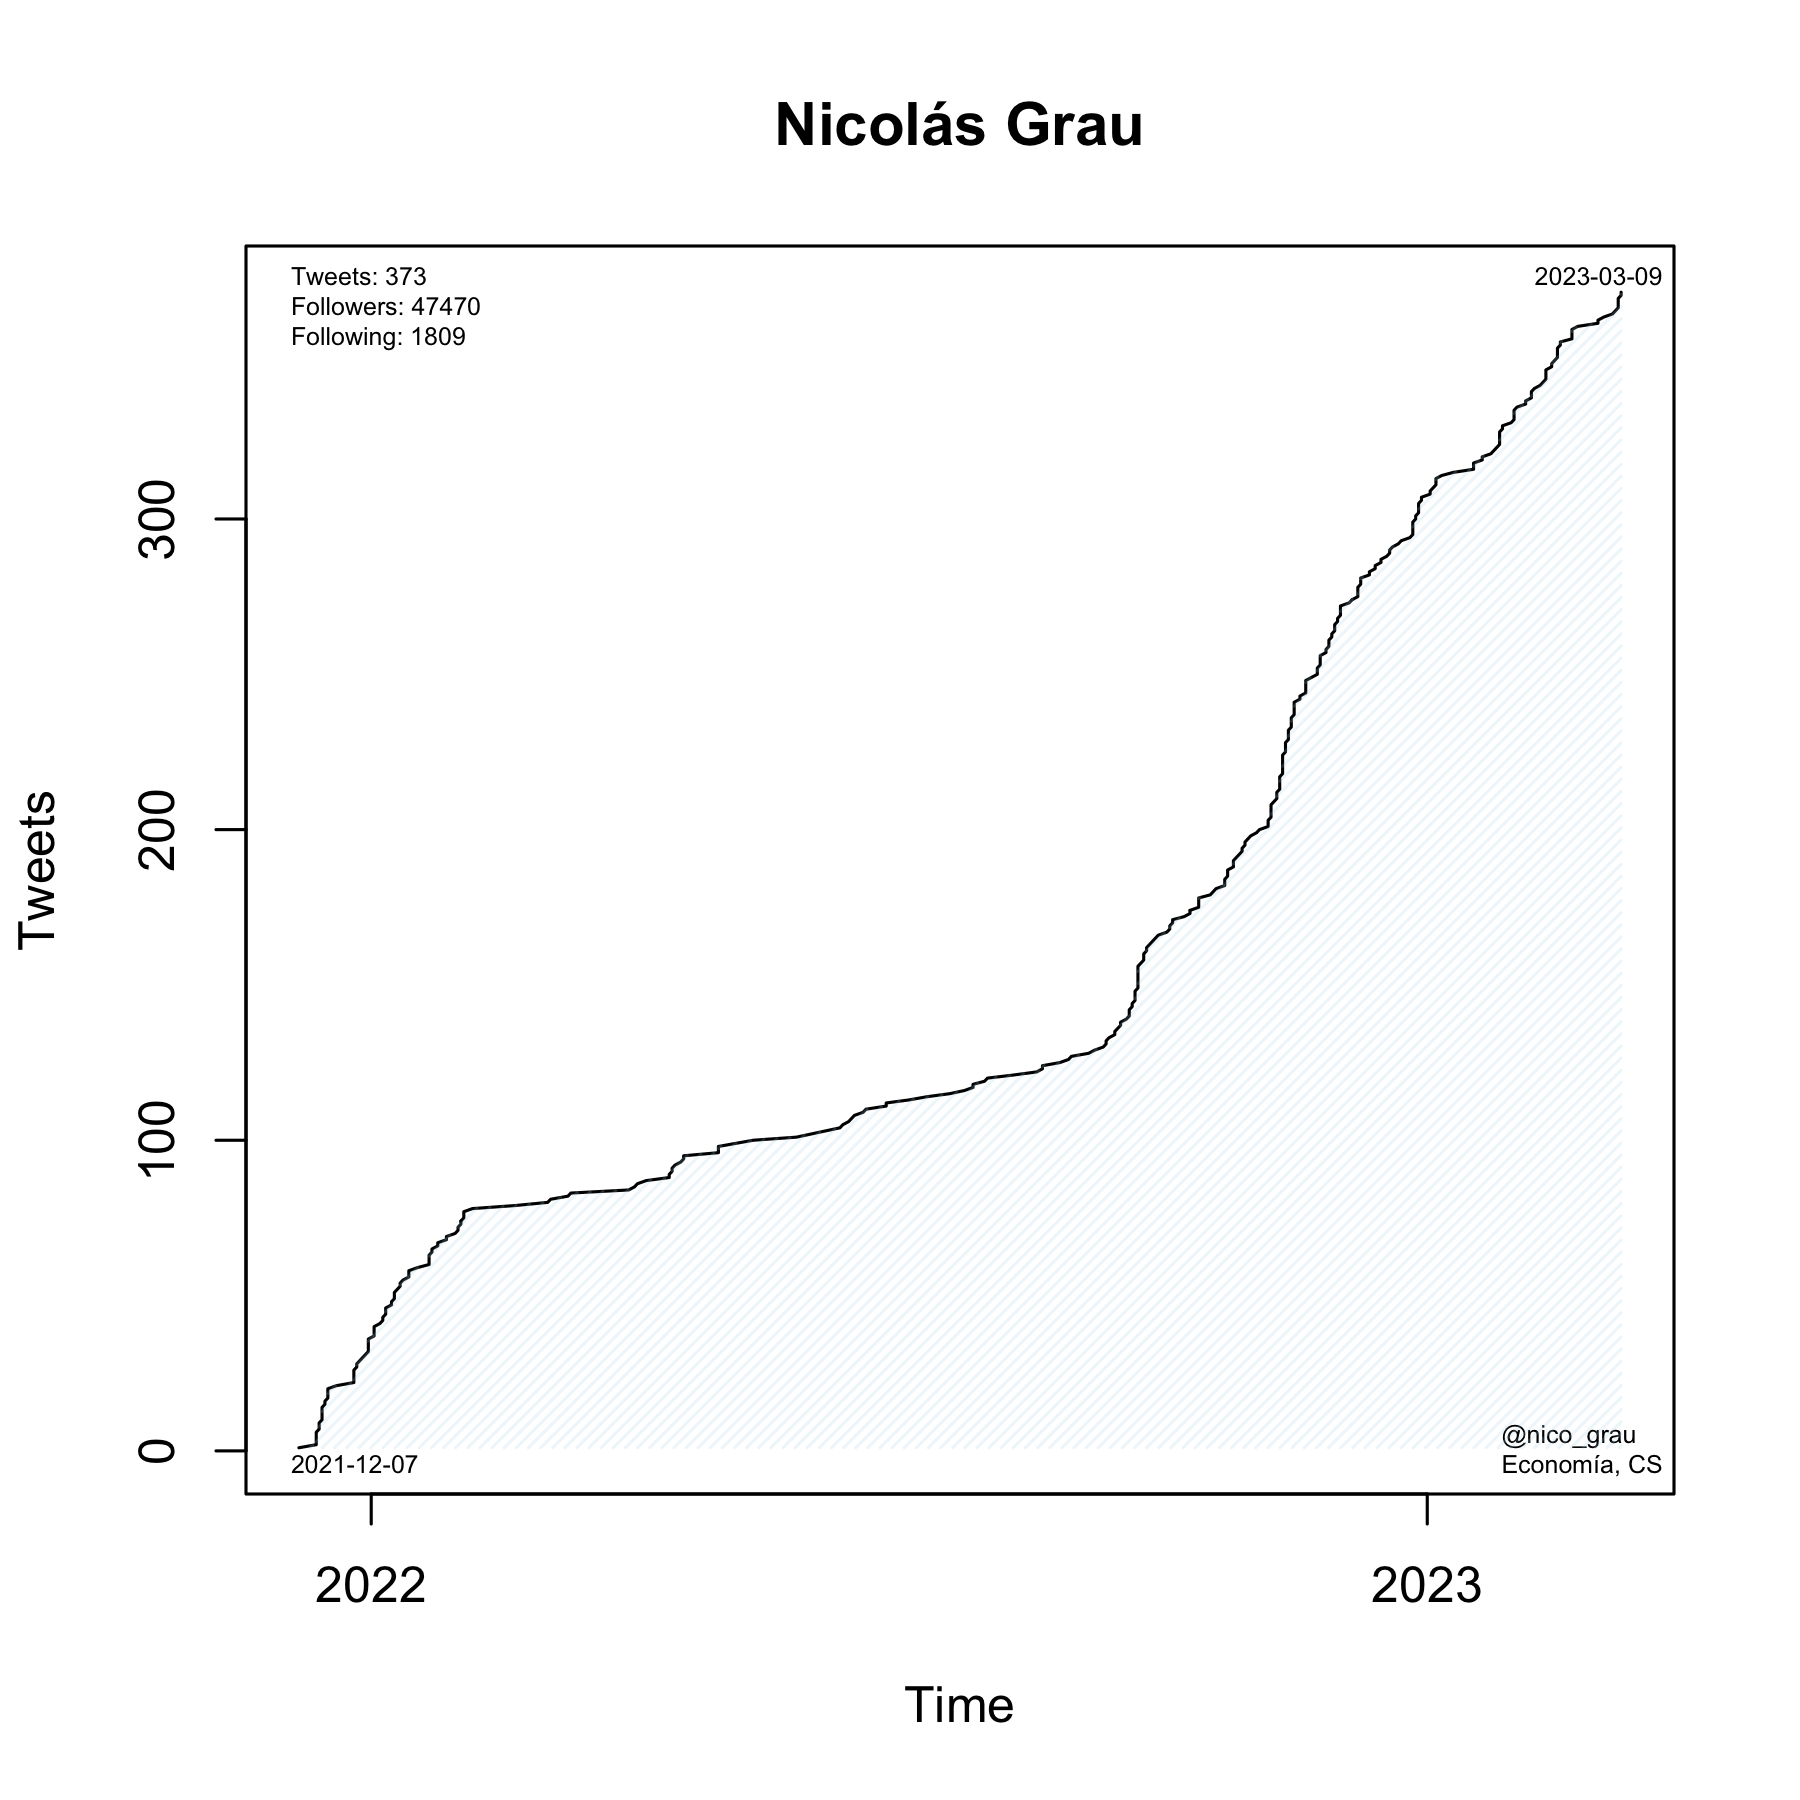 Nicolás Grau
Tweets: 373
Followers: 47470
Following: 1809
2023-03-09
300
200
100
0
Tweets
2021-12-07
@nico_grau
Economía, CS
2022
2023
Time